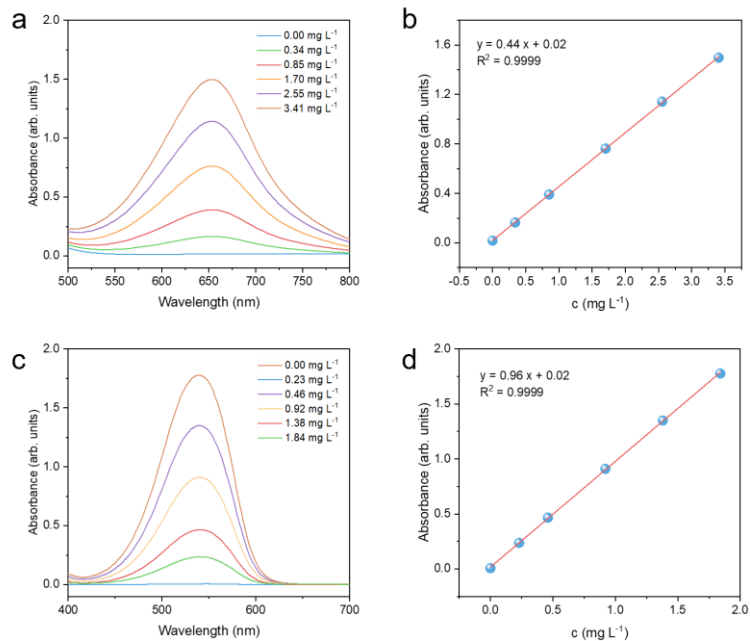 a
2.0
1.5
1.0
0.5
0.0
Absorbance (arb. units)
0.00 mg L⁻¹
0.34 mg L⁻¹
0.85 mg L⁻¹
1.70 mg L⁻¹
2.55 mg L⁻¹
3.41 mg L⁻¹
500 550 600 650 700 750 800
Wavelength (nm)
b
y = 0.44 x + 0.02
R² = 0.9999
1.6
1.2
0.8
0.4
0.0
Absorbance (arb. units)
-0.5 0.0 0.5 1.0 1.5 2.0 2.5 3.0 3.5
c (mg L⁻¹)
c
2.0
1.5
1.0
0.5
0.0
Absorbance (arb. units)
0.00 mg L⁻¹
0.23 mg L⁻¹
0.46 mg L⁻¹
0.92 mg L⁻¹
1.38 mg L⁻¹
1.84 mg L⁻¹
400 500 600 700
Wavelength (nm)
d
y = 0.96 x + 0.02
R² = 0.9999
2.0
1.5
1.0
0.5
0.0
Absorbance (arb. units)
0.0 0.5 1.0 1.5 2.0
c (mg L⁻¹)